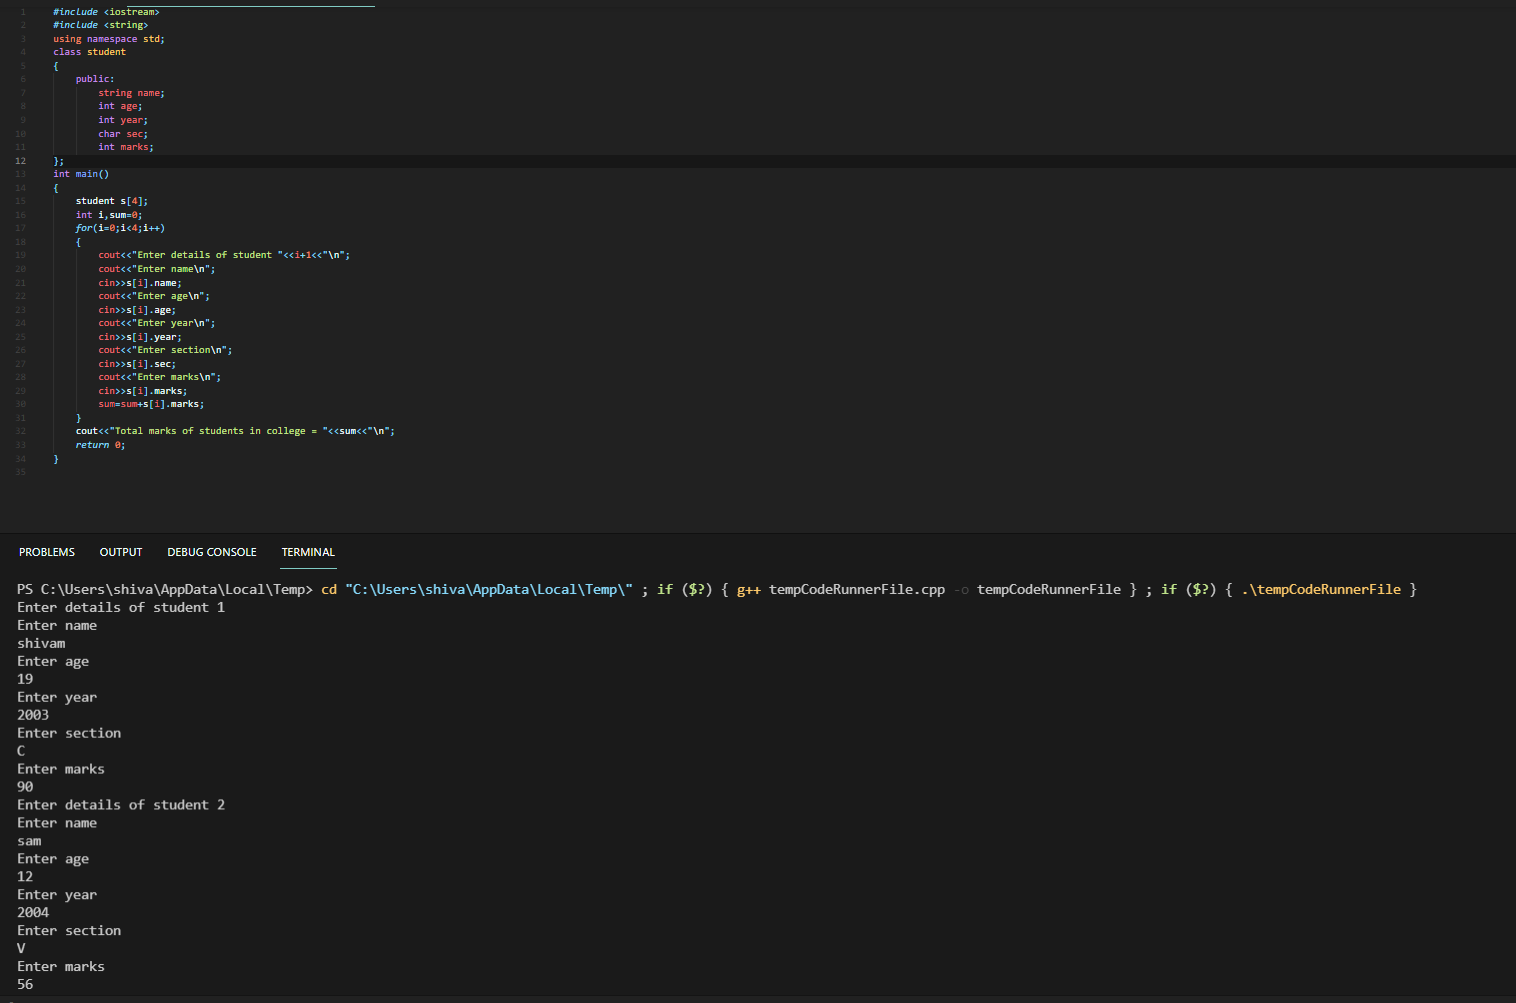 1 #include <iostream>
2 #include <string>
3 using namespace std;
4 class student
5 {
6 public:
7 string name;
8 int age;
9 int year;
10 char sec;
11 int marks;
12 };
13 int main()
14 {
15 student s[4];
16 int i,sum=0;
17 for(i=0;i<4;i++)
18 {
19 cout<<"Enter details of student "<<i+1<<"\n";
20 cout<<"Enter name\n";
21 cin>>s[i].name;
22 cout<<"Enter age\n";
23 cin>>s[i].age;
24 cout<<"Enter year\n";
25 cin>>s[i].year;
26 cout<<"Enter section\n";
27 cin>>s[i].sec;
28 cout<<"Enter marks\n";
29 cin>>s[i].marks;
30 sum=sum+s[i].marks;
31 }
32 cout<<"Total marks of students in college = "<<sum<<"\n";
33 return 0;
34 }
35
PROBLEMS OUTPUT DEBUG CONSOLE TERMINAL
PS C:\Users\shiva\AppData\Local\Temp> cd "C:\Users\shiva\AppData\Local\Temp\" ; if ($?) { g++ tempCodeRunnerFile.cpp -o tempCodeRunnerFile } ; if ($?) { .\tempCodeRunnerFile }
Enter details of student 1
Enter name
shivam
Enter age
19
Enter year
2003
Enter section
C
Enter marks
90
Enter details of student 2
Enter name
sam
Enter age
12
Enter year
2004
Enter section
V
Enter marks
56